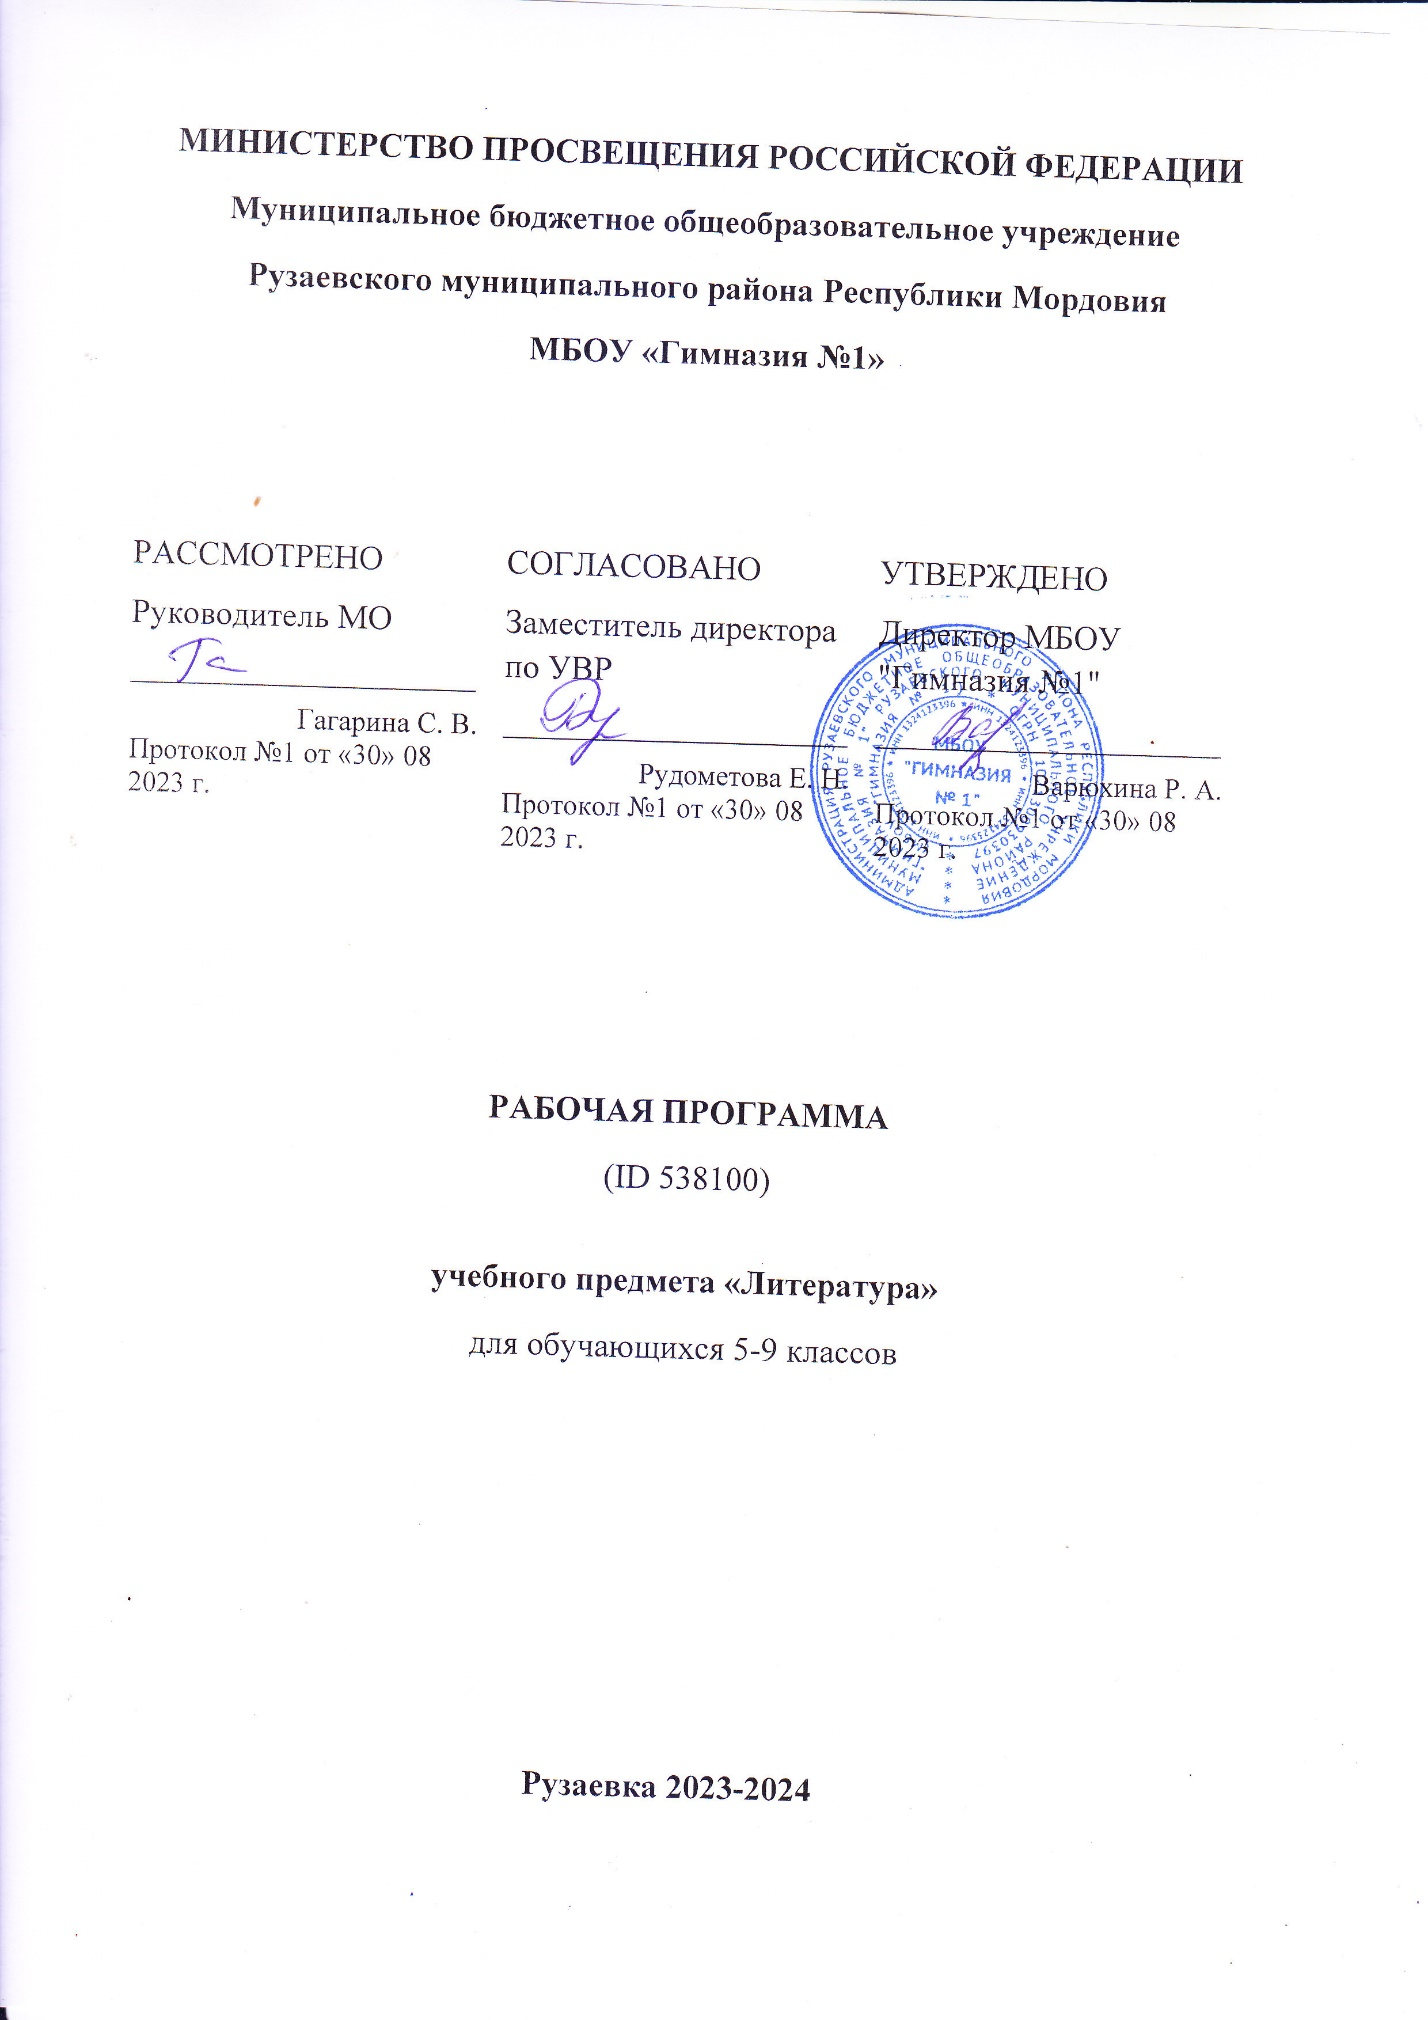 МИНИСТЕРСТВО ПРОСВЕЩЕНИЯ РОССИЙСКОЙ ФЕДЕРАЦИИ
Муниципальное бюджетное общеобразовательное учреждение
Рузаевского муниципального района Республики Мордовия
МБОУ «Гимназия №1»
РАССМОТРЕНО
Руководитель МО
Гагарина С. В.
Протокол №1 от «30» 08
2023 г.
СОГЛАСОВАНО
Заместитель директора
по УВР
Рудометова Е. Н.
Протокол №1 от «30» 08
2023 г.
УТВЕРЖДЕНО
Директор МБОУ
"Гимназия №1"
Варюхина Р. А.
Протокол №1 от «30» 08
2023 г.
МБОУ
"ГИМНАЗИЯ
№ 1"
РАБОЧАЯ ПРОГРАММА
(ID 538100)
учебного предмета «Литература»
для обучающихся 5-9 классов
Рузаевка 2023-2024